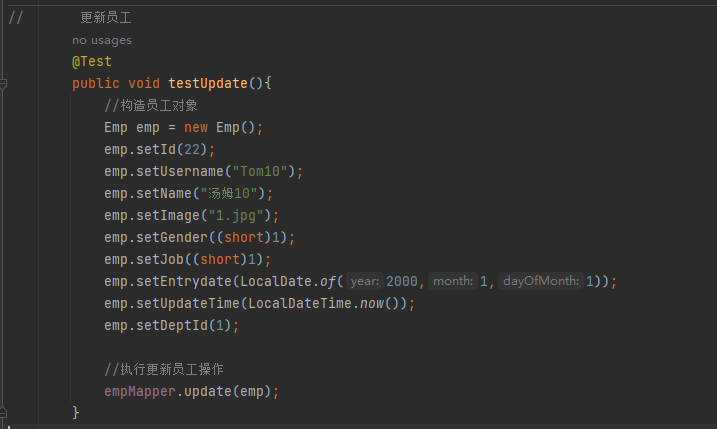 //      更新员工
no usages
@Test
public void testUpdate(){
//构造员工对象
Emp emp = new Emp();
emp.setId(22);
emp.setUsername("Tom10");
emp.setName("汤姆10");
emp.setImage("1.jpg");
emp.setGender((short)1);
emp.setJob((short)1);
emp.setEntrydate(LocalDate.of( year: 2000, month: 1, dayOfMonth: 1));
emp.setUpdateTime(LocalDateTime.now());
emp.setDeptId(1);
//执行更新员工操作
empMapper.update(emp);
}